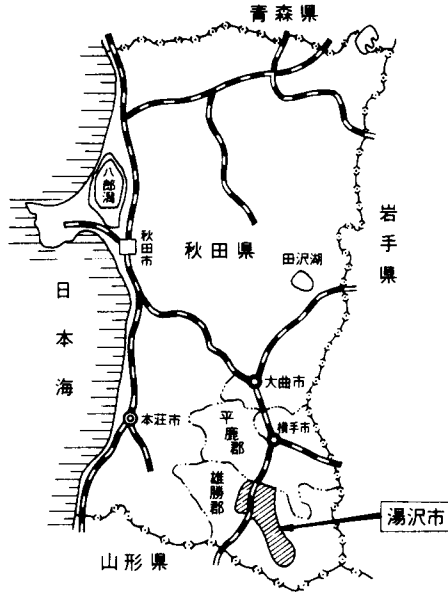 青森県
八郎潟
秋田市
秋田県
田沢湖
岩手県
日本海
大曲市
本荘市
平鹿郡
横手市
雄勝郡
湯沢市
山形県